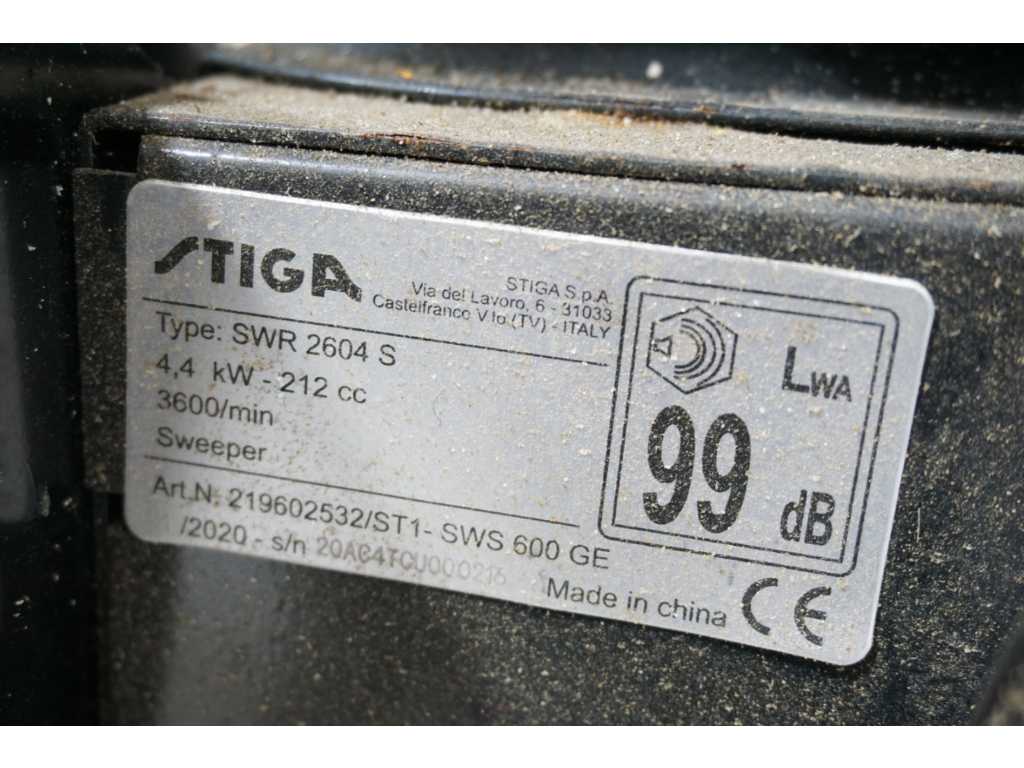 STIGA
STIGA S.p.A.
Via del Lavoro, 6 - 31033
Castelfranco V.to (TV) - ITALY
Type: SWR 2604 S
4,4 kW - 212 cc
3600/min
Sweeper
LWA
99 dB
Art.N. 219602532/ST1- SWS 600 GE
/2020 - s/n 20AC4TCU000216
Made in china CE